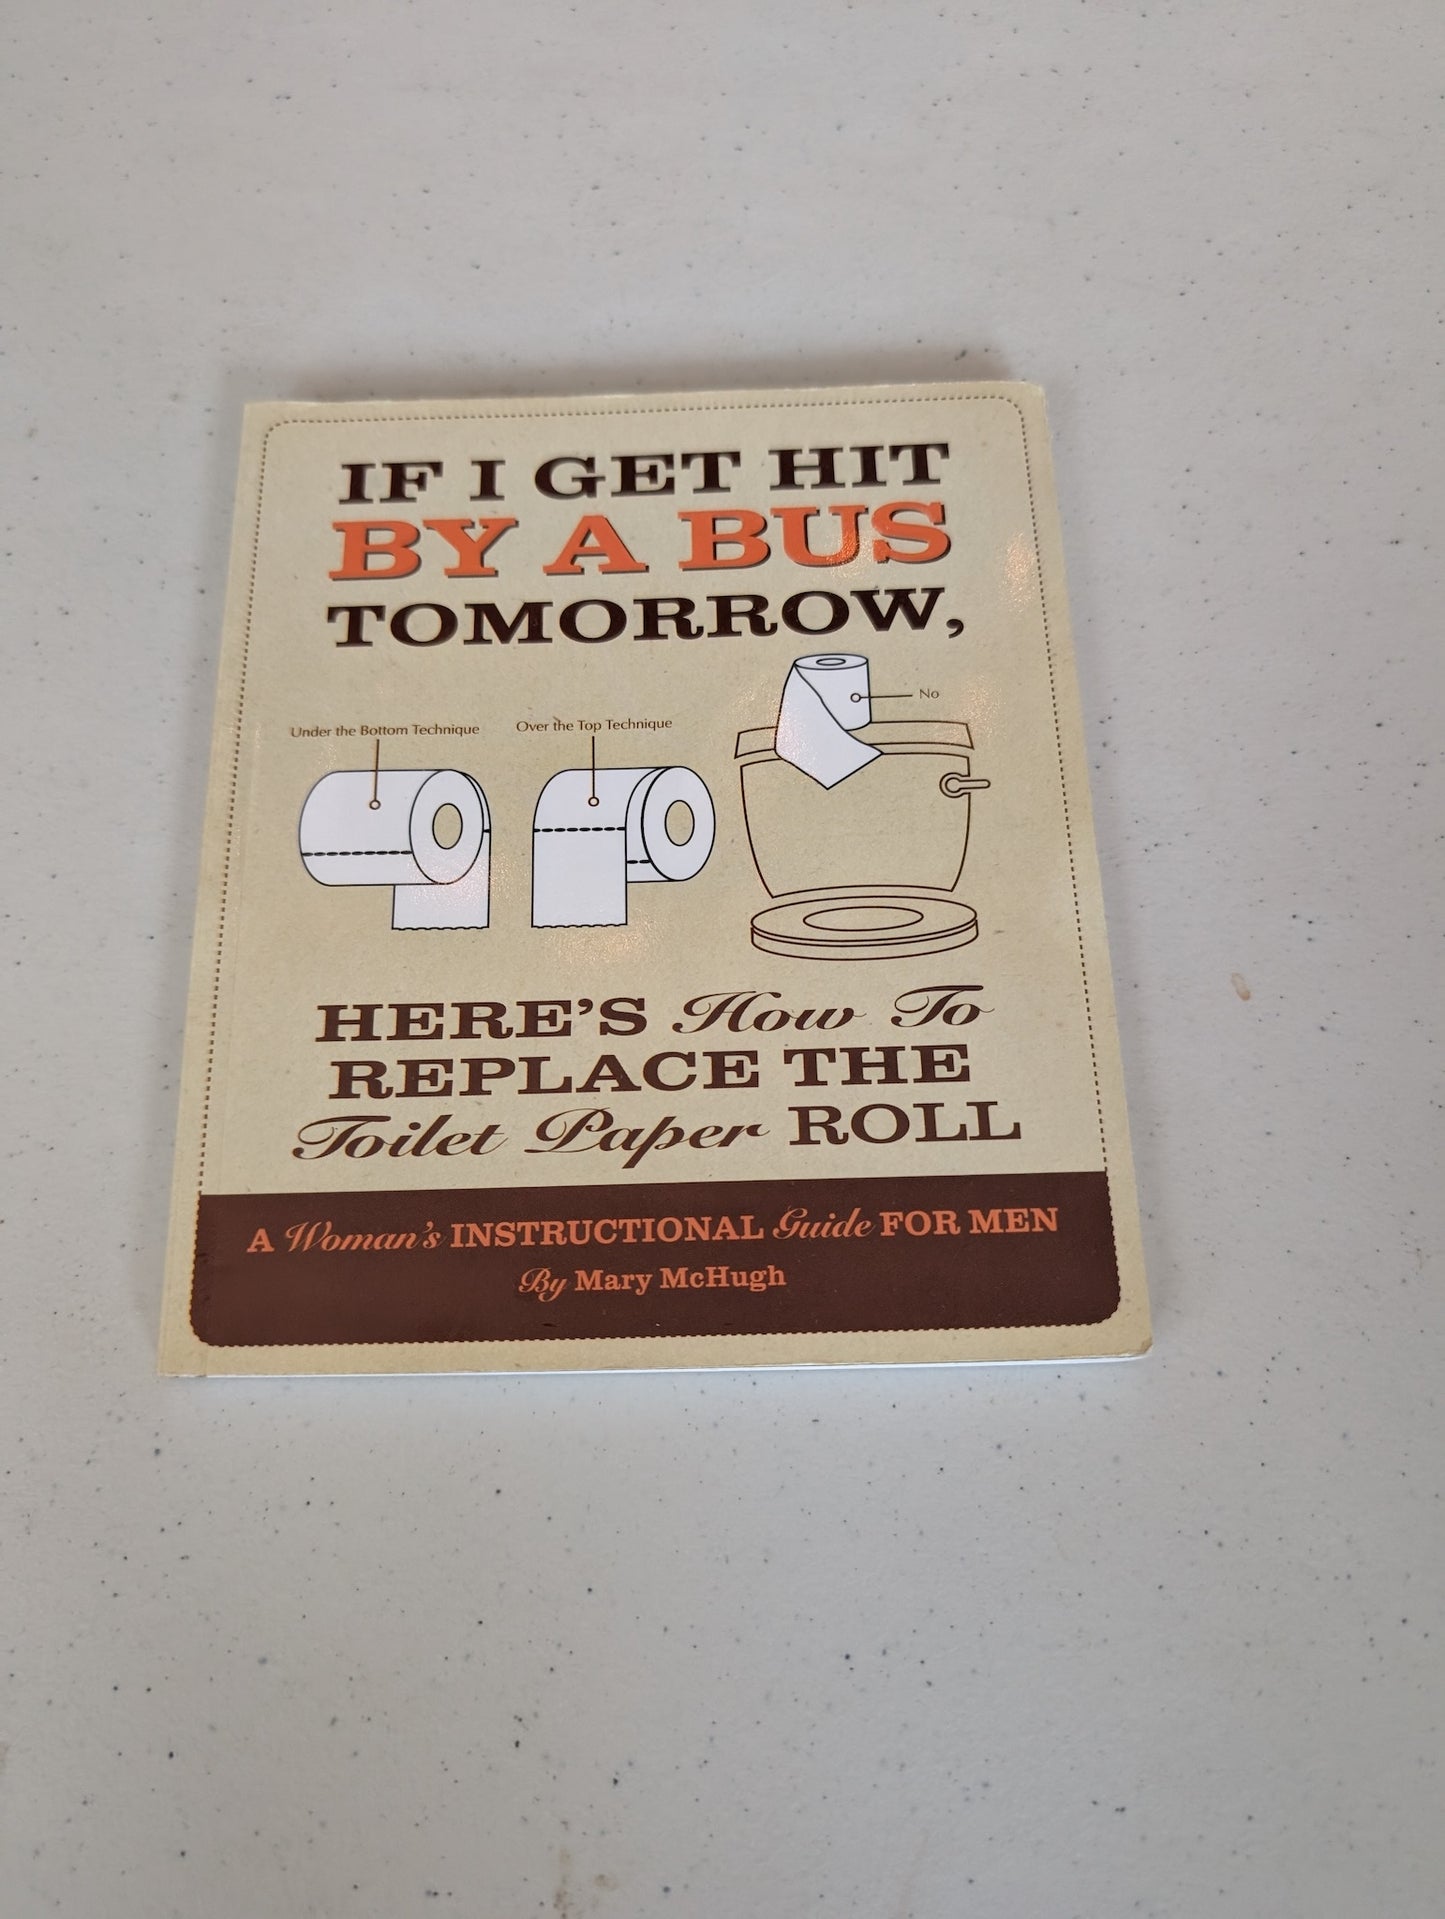 IF I GET HIT
BY A BUS
TOMORROW,
No
Under the Bottom Technique
Over the Top Technique
HERE'S How To
REPLACE THE
Toilet Paper ROLL
A Woman's INSTRUCTIONAL Guide FOR MEN
By Mary McHugh